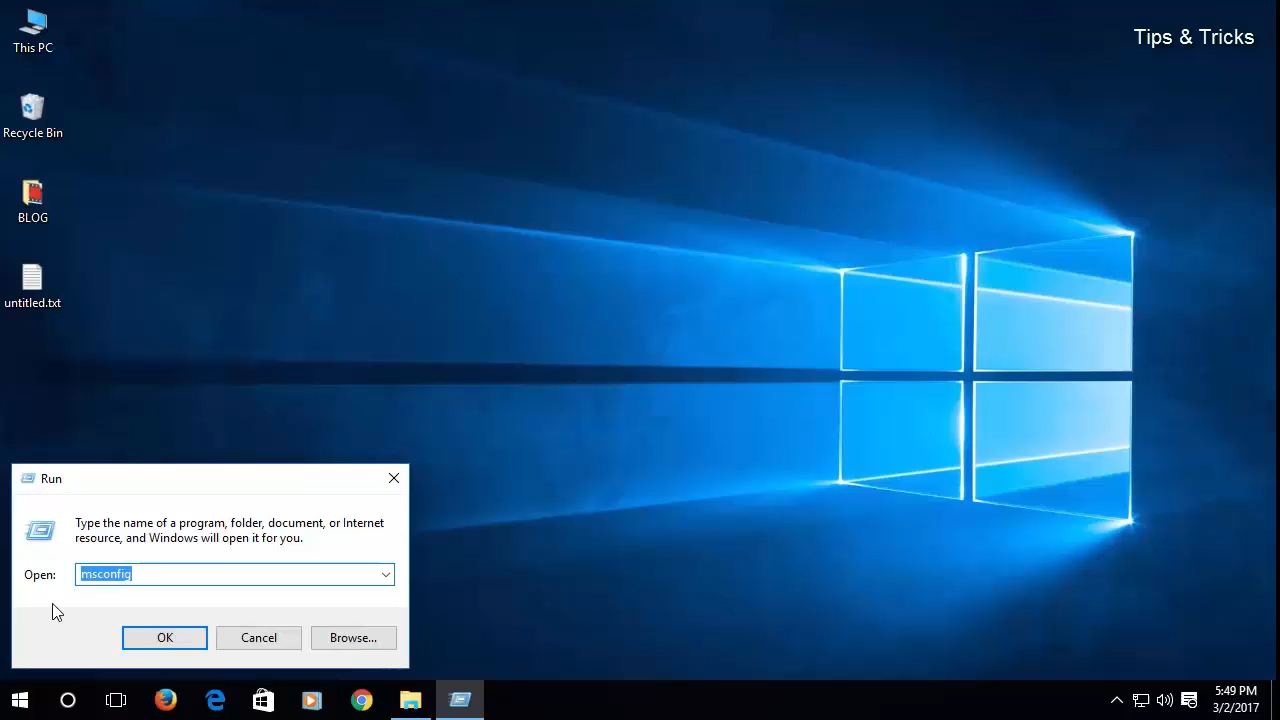 This PC
Tips & Tricks
Recycle Bin
BLOG
untitled.txt
Run
Type the name of a program, folder, document, or Internet
resource, and Windows will open it for you.
Open:
msconfig
OK
Cancel
Browse...
5:49 PM
3/2/2017